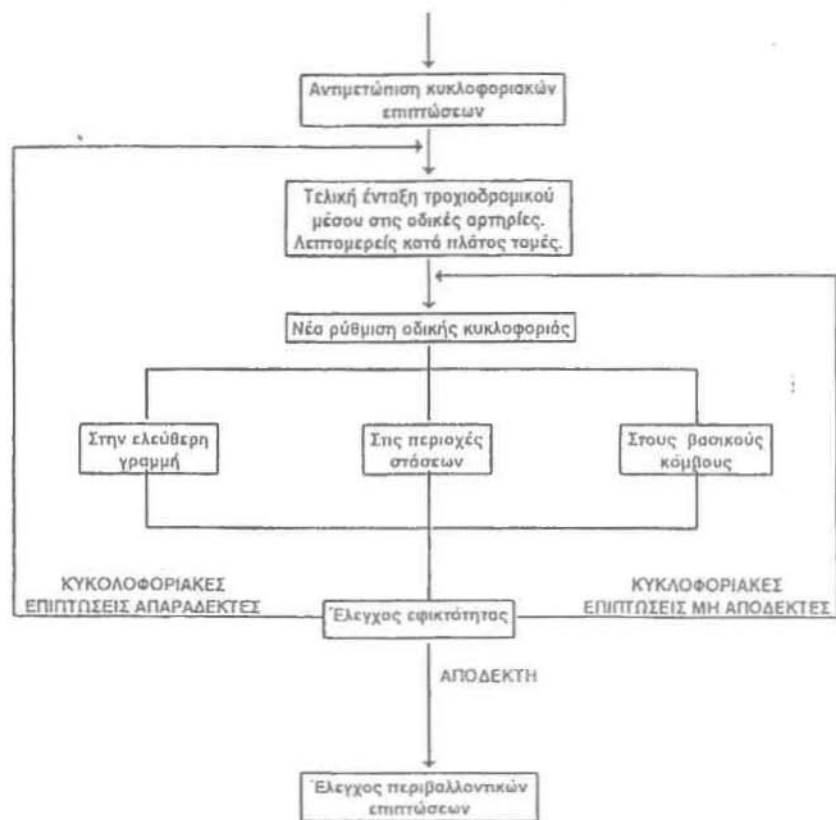 Αντιμετώπιση κυκλοφοριακών
επιπτώσεων
Τελική ένταξη τροχιοδρομικού
μέσου στις οδικές αρτηρίες.
Λεπτομερείς κατά πλάτος τομές.
Νέα ρύθμιση οδικής κυκλοφοριάς
Στην ελεύθερη
γραμμή
Στις περιοχές
στάσεων
Στους βασικούς
κόμβους
ΚΥΚΟΛΟΦΟΡΙΑΚΕΣ
ΕΠΙΠΤΩΣΕΙΣ ΑΠΑΡΑΔΕΚΤΕΣ
Έλεγχος εφικτότητας
ΚΥΚΛΟΦΟΡΙΑΚΕΣ
ΕΠΙΠΤΩΣΕΙΣ ΜΗ ΑΠΟΔΕΚΤΕΣ
ΑΠΟΔΕΚΤΗ
Έλεγχος περιβαλλοντικών
επιπτώσεων